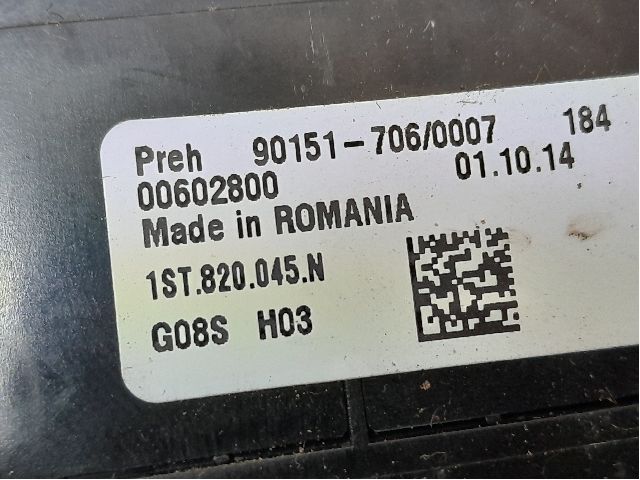 Preh 90151-706/0007 184
00602800 01.10.14
Made in ROMANIA
1ST.820.045.N
G08S H03